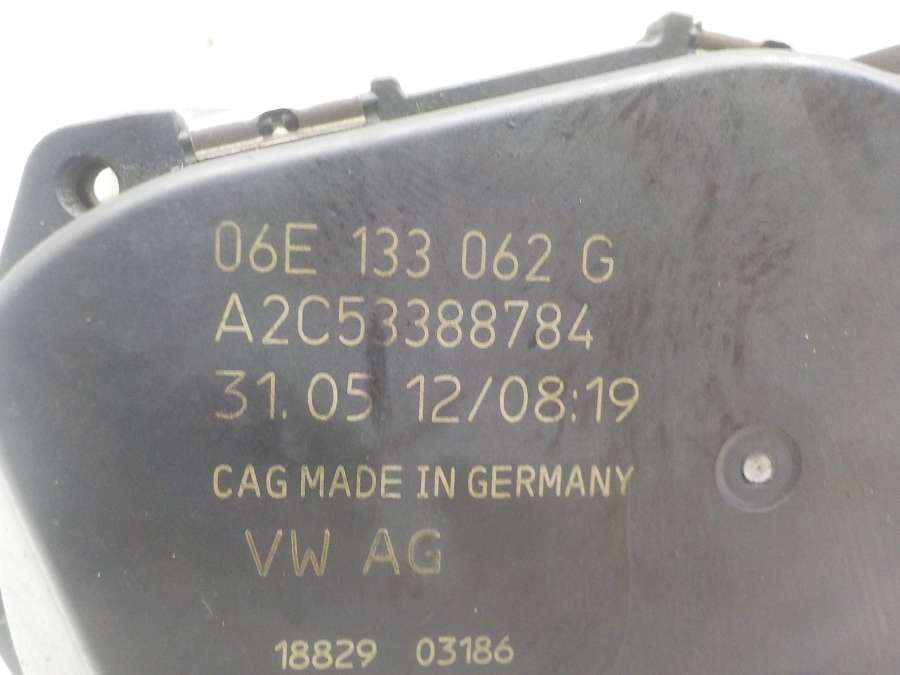 06E 133 062 G
A2C53388784
31.05 12/08:19
CAG MADE IN GERMANY
VW AG
18829 03186